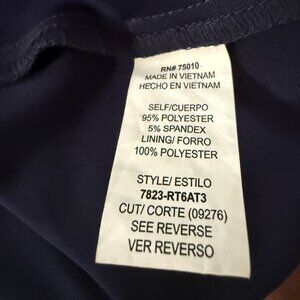 RN# 75010
MADE IN VIETNAM
HECHO EN VIETNAM
SELF/CUERPO
95% POLYESTER
5% SPANDEX
LINING/ FORRO
100% POLYESTER
STYLE/ ESTILO
7823-RT6AT3
CUT/ CORTE (09276)
SEE REVERSE
VER REVERSO